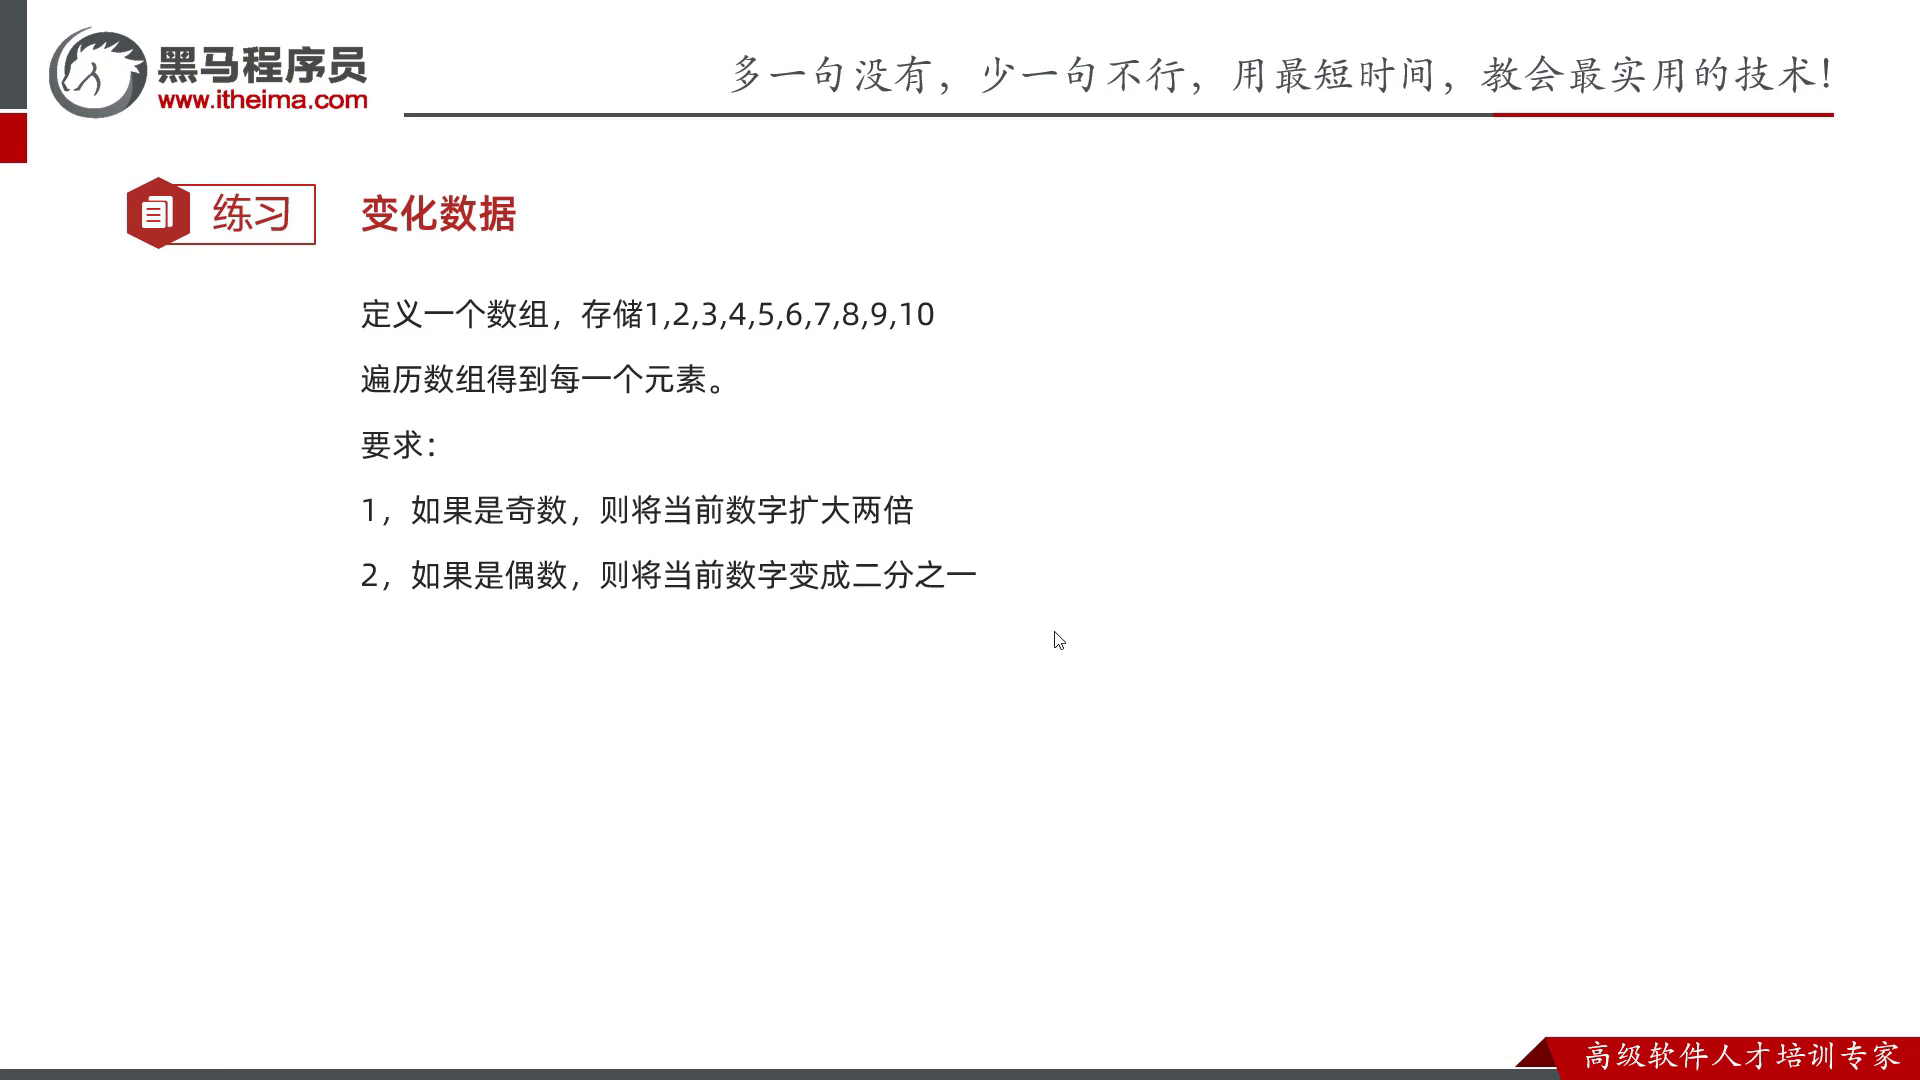 黑马程序员
www.itheima.com
多一句没有，少一句不行，用最短时间，教会最实用的技术！
练习
变化数据
定义一个数组，存储1,2,3,4,5,6,7,8,9,10
遍历数组得到每一个元素。
要求：
1，如果是奇数，则将当前数字扩大两倍
2，如果是偶数，则将当前数字变成二分之一
高级软件人才培训专家